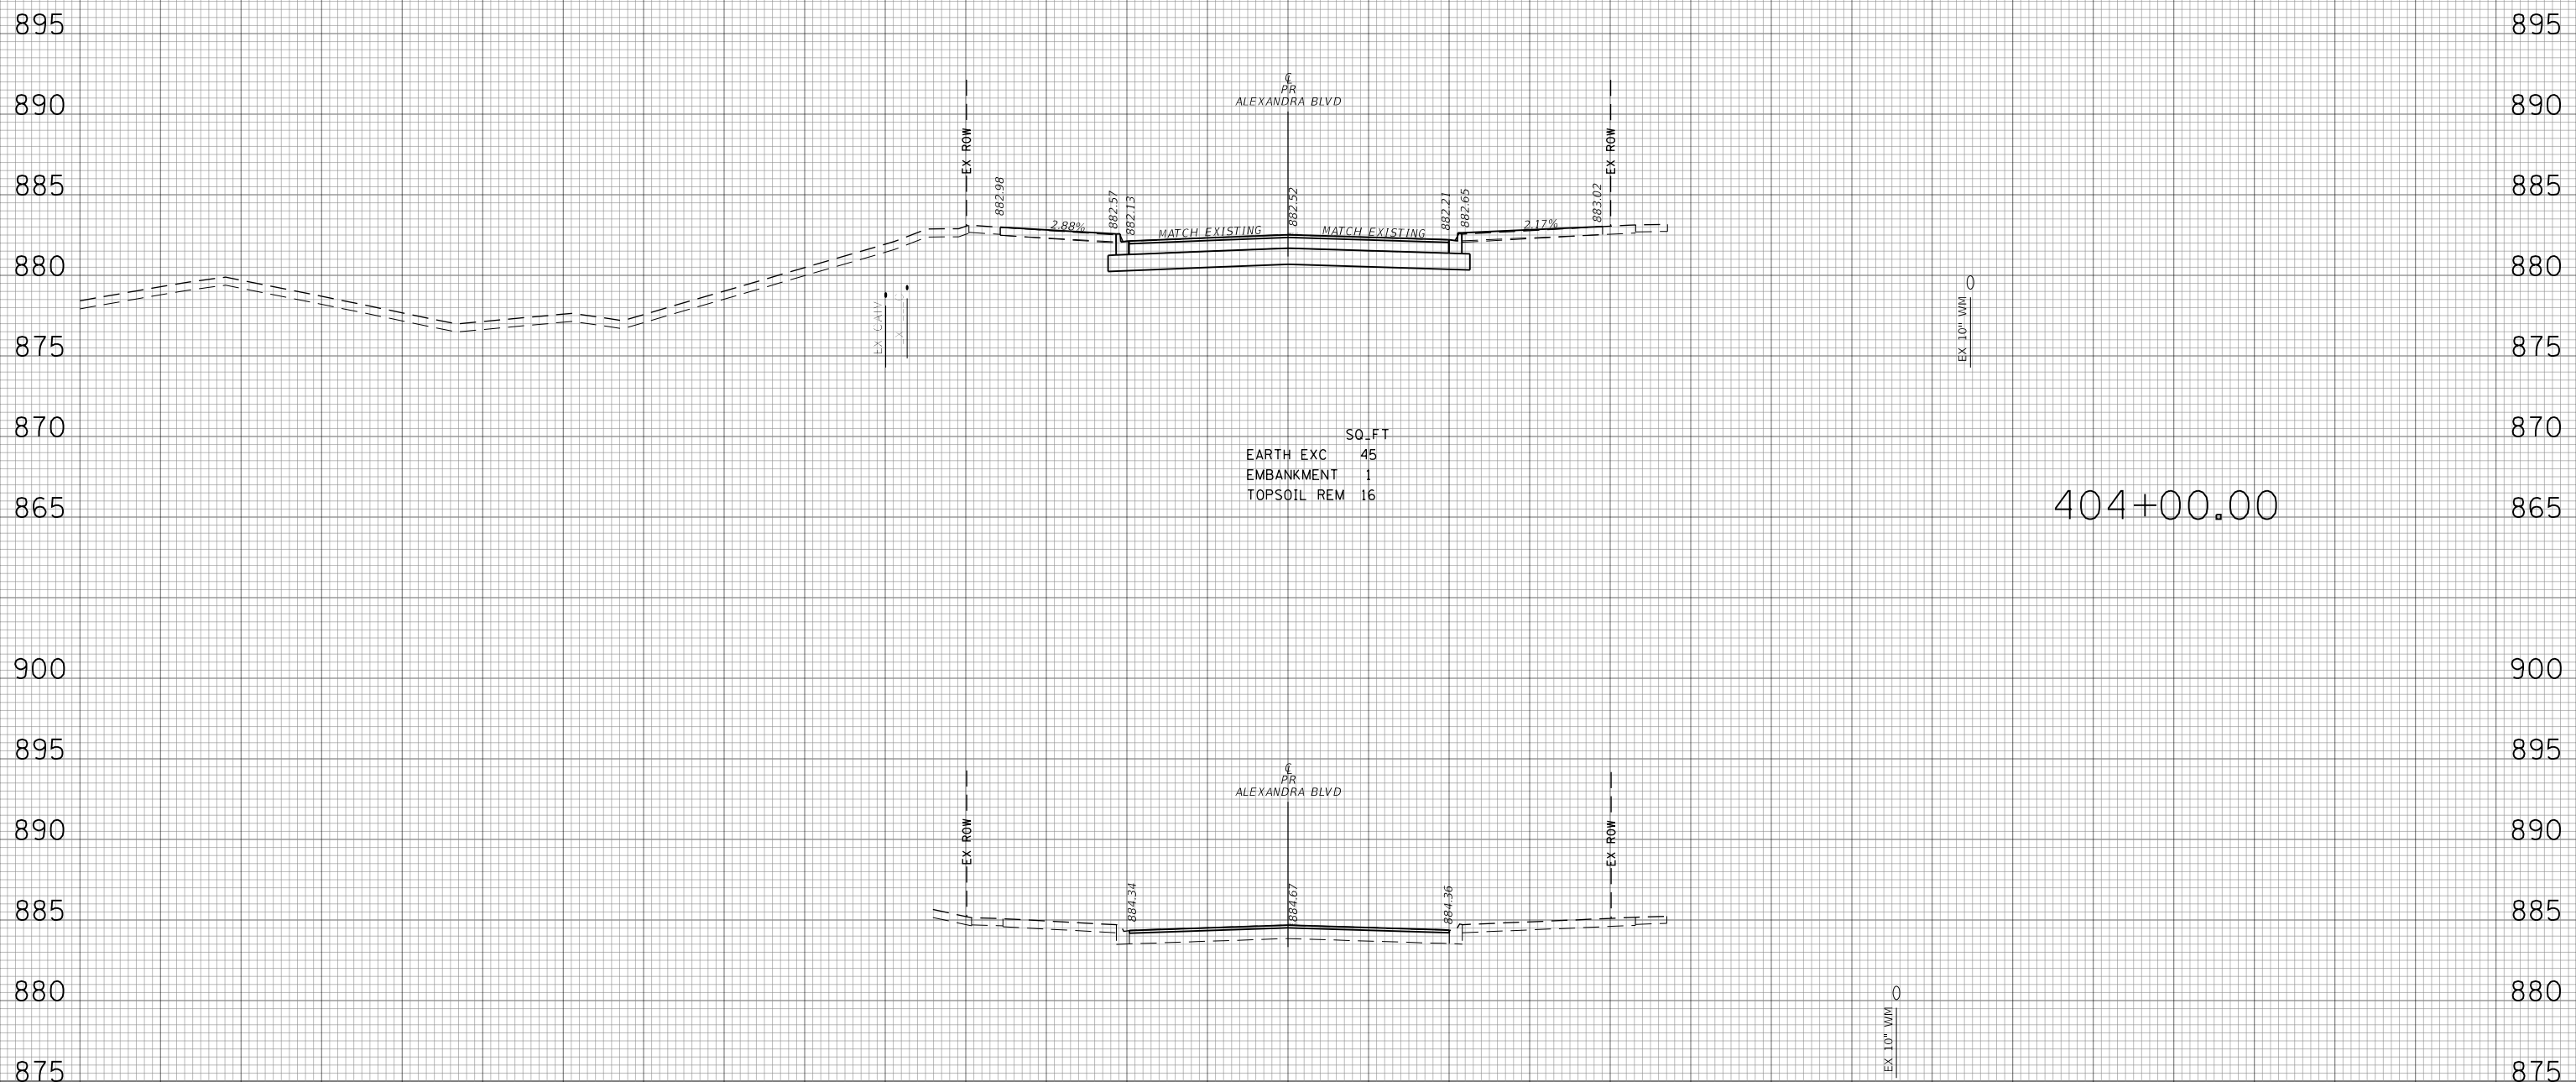 895
895
890
890
℄
PR
ALEXANDRA BLVD
EX ROW
EX ROW
885
885
882.98
2.88%
882.57
882.13
MATCH EXISTING
882.52
MATCH EXISTING
882.21
882.65
2.17%
883.02
880
880
EX CATV
EX 10" WM
875
875
870
870
SQ_FT
EARTH EXC 45
EMBANKMENT 1
TOPSOIL REM 16
865
865
404+00.00
900
900
895
895
℄
PR
ALEXANDRA BLVD
890
890
EX ROW
EX ROW
885
885
884.34
884.67
884.36
880
880
EX 10" WM
875
875